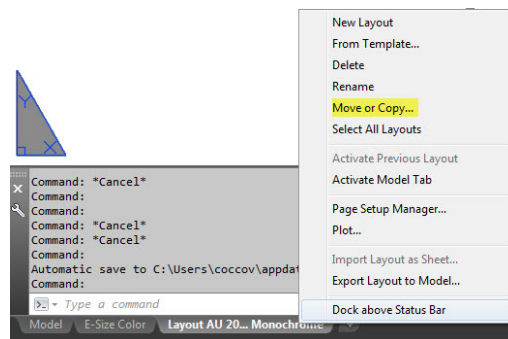 New Layout
From Template...
Delete
Rename
Move or Copy...
Select All Layouts
Activate Previous Layout
Activate Model Tab
Page Setup Manager...
Plot...
Import Layout as Sheet...
Export Layout to Model...
Dock above Status Bar
Y
X
Command: *Cancel*
Command:
Command:
Command: *Cancel*
Command: *Cancel*
Command:
Automatic save to C:\Users\coccov\appdat
Command:
Type a command
Model E-Size Color Layout AU 20... Monochrome